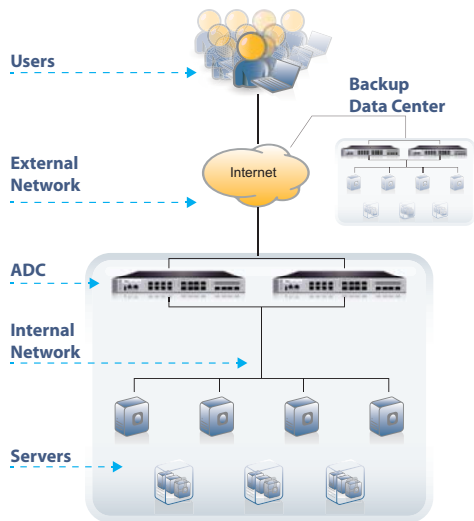 Users
Backup
Data Center
External
Network
Internet
ADC
Internal
Network
Servers